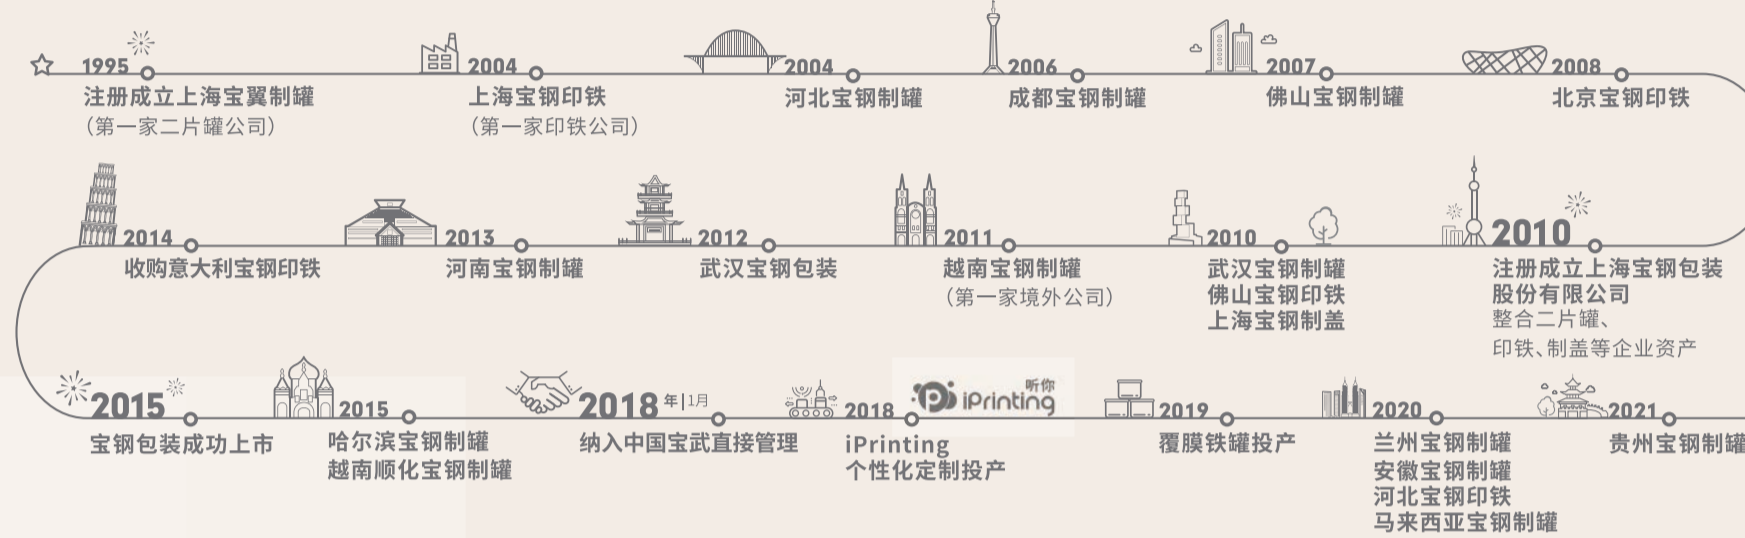 1995
注册成立上海宝翼制罐
（第一家二片罐公司）
2004
上海宝钢印铁
（第一家印铁公司）
2004
河北宝钢制罐
2006
成都宝钢制罐
2007
佛山宝钢制罐
2008
北京宝钢印铁
2010
注册成立上海宝钢包装
股份有限公司
整合二片罐、
印铁、制盖等企业资产
2010
武汉宝钢制罐
佛山宝钢印铁
上海宝钢制盖
2011
越南宝钢制罐
（第一家境外公司）
2012
武汉宝钢包装
2013
河南宝钢制罐
2014
收购意大利宝钢印铁
2015
宝钢包装成功上市
2015
哈尔滨宝钢制罐
越南顺化宝钢制罐
2018年|1月
纳入中国宝武直接管理
听你
iPrinting
2018
iPrinting
个性化定制投产
2019
覆膜铁罐投产
2020
兰州宝钢制罐
安徽宝钢制罐
河北宝钢印铁
马来西亚宝钢制罐
2021
贵州宝钢制罐